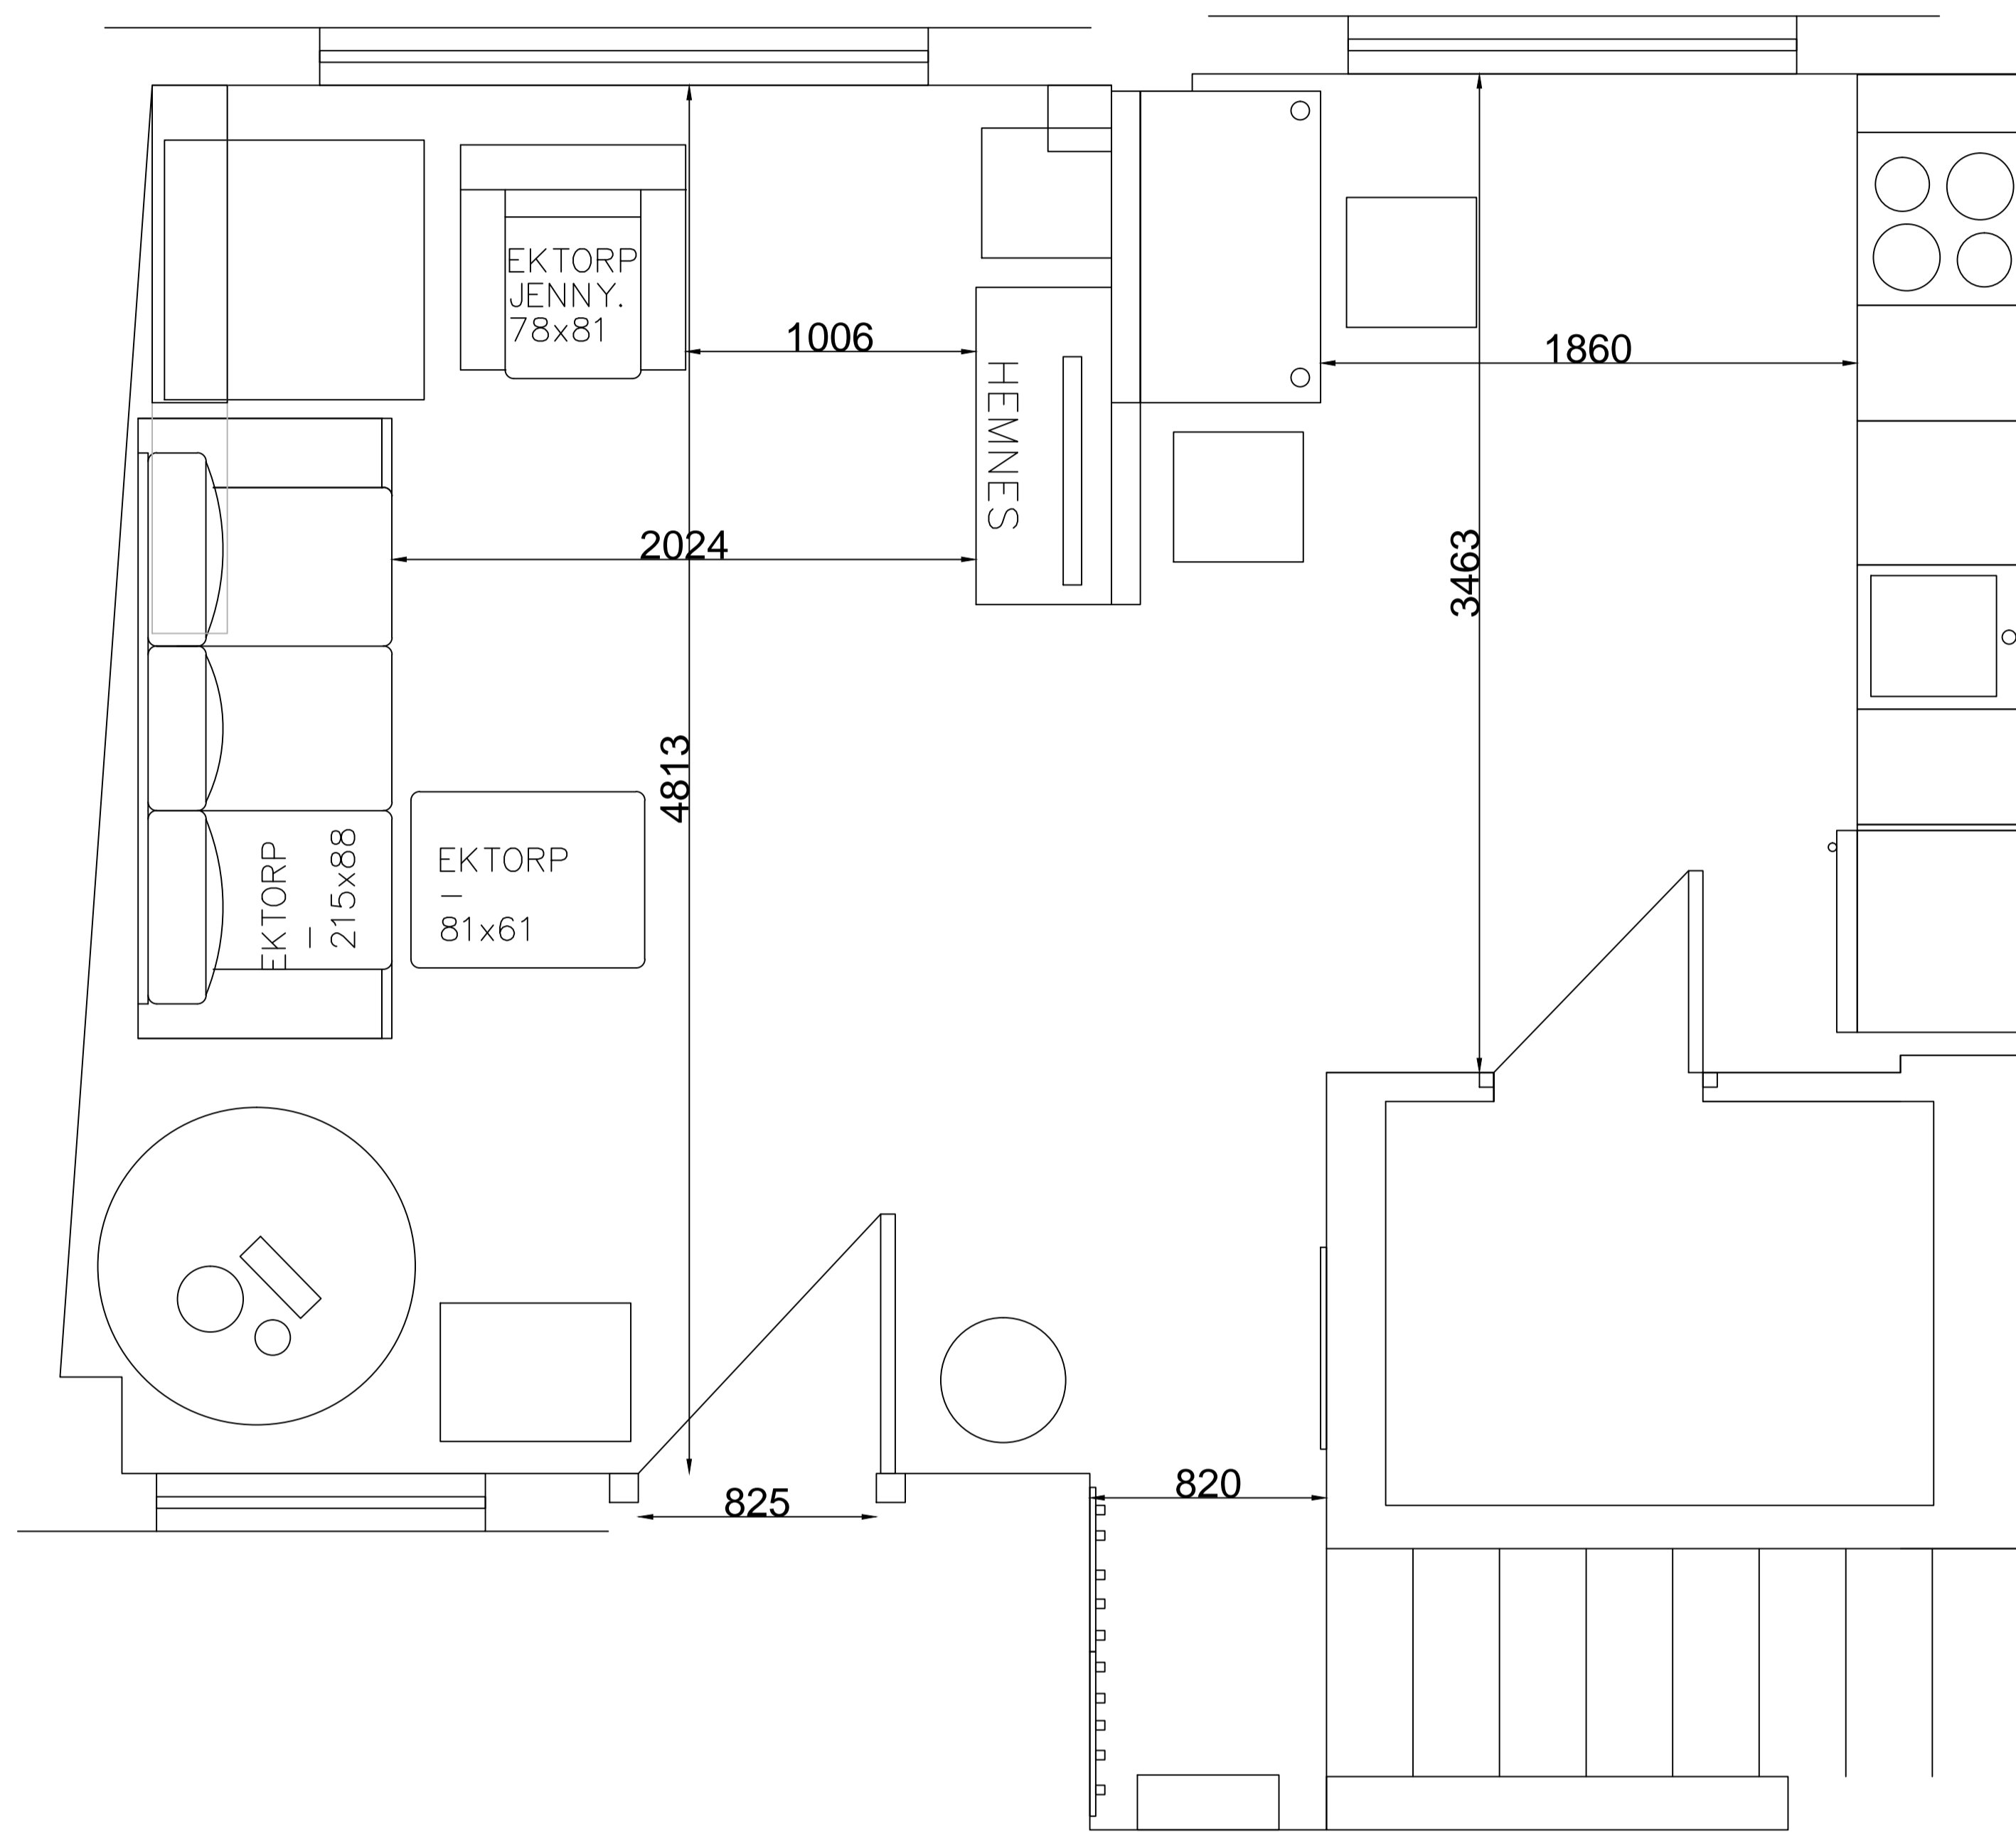 EKTORP
JENNY.
78x81
1006
1860
HEMNES
2024
3463
4813
EKTORP
—
215x88
EKTORP
—
81x61
825
820